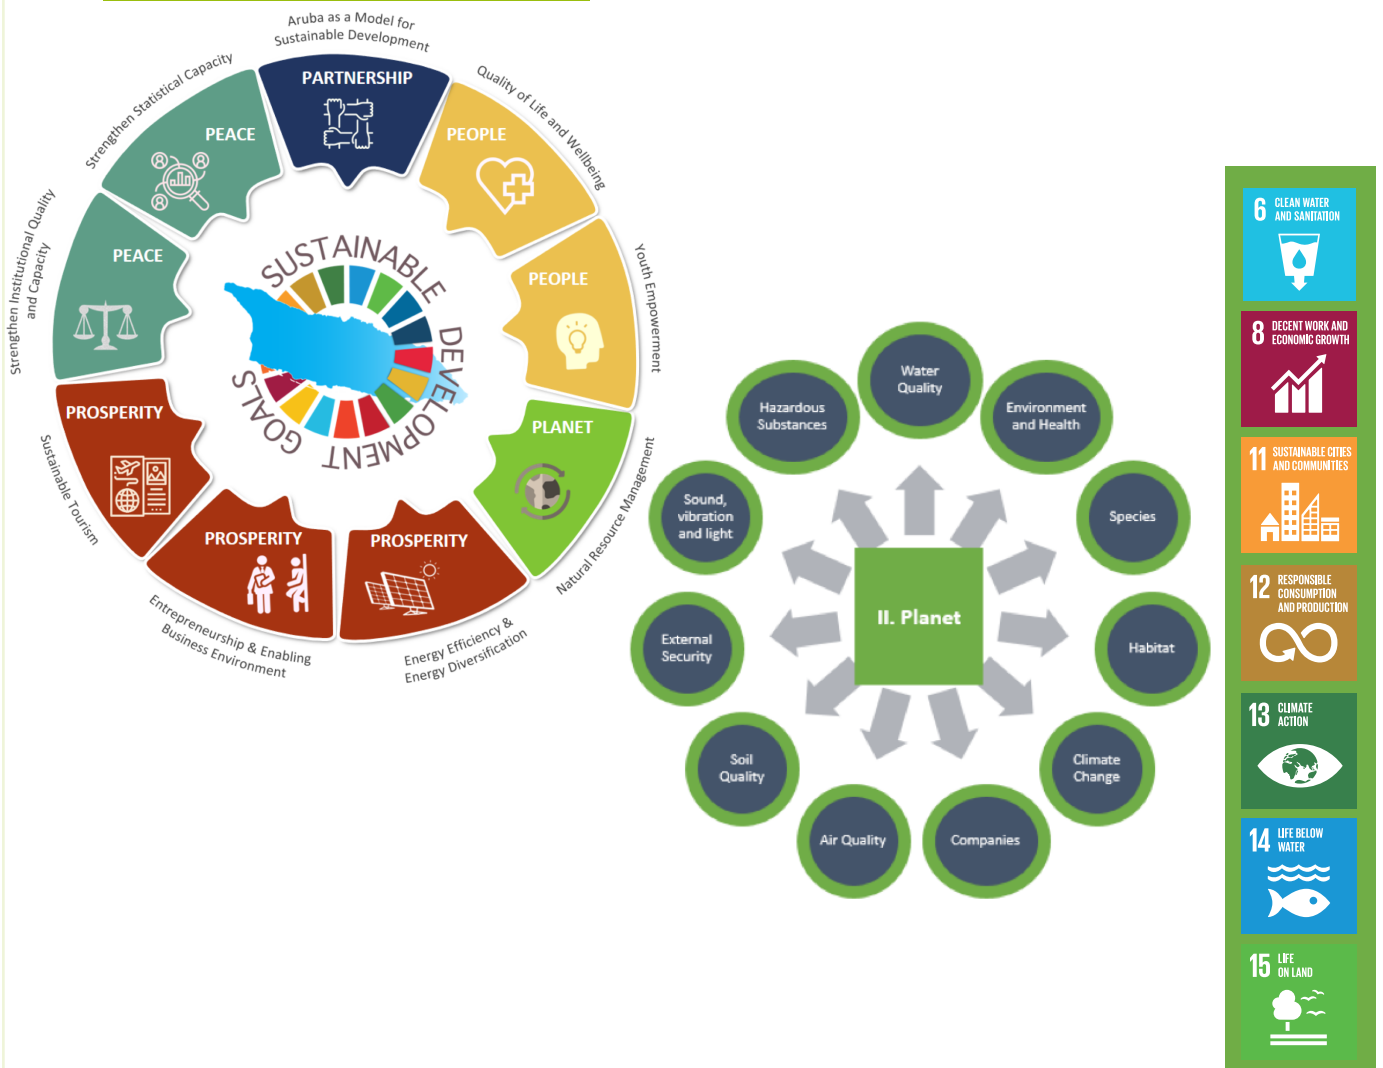 Aruba as a Model for
Sustainable Development
PARTNERSHIP
Quality of Life and Wellbeing
PEOPLE
Youth Empowerment
PEOPLE
Natural Resource Management
PLANET
Energy Efficiency &
Energy Diversification
PROSPERITY
Entrepreneurship & Enabling
Business Environment
PROSPERITY
Sustainable Tourism
PROSPERITY
Strengthen Institutional Quality
and Capacity
PEACE
Strengthen Statistical Capacity
PEACE
SUSTAINABLE
DEVELOPMENT
GOALS
II. Planet
Water
Quality
Environment
and Health
Species
Habitat
Climate
Change
Companies
Air Quality
Soil
Quality
External
Security
Sound,
vibration
and light
Hazardous
Substances
6 CLEAN WATER
AND SANITATION
8 DECENT WORK AND
ECONOMIC GROWTH
11 SUSTAINABLE CITIES
AND COMMUNITIES
12 RESPONSIBLE
CONSUMPTION
AND PRODUCTION
13 CLIMATE
ACTION
14 LIFE BELOW
WATER
15 LIFE
ON LAND